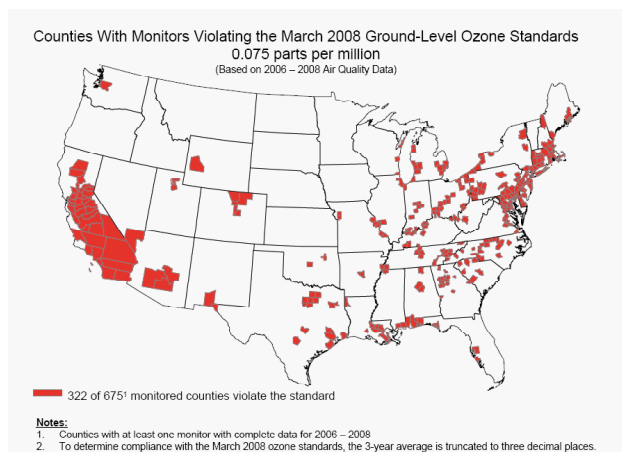 Counties With Monitors Violating the March 2008 Ground-Level Ozone Standards
0.075 parts per million
(Based on 2006 – 2008 Air Quality Data)
322 of 675¹ monitored counties violate the standard
Notes:
1. Counties with at least one monitor with complete data for 2006 – 2008
2. To determine compliance with the March 2008 ozone standards, the 3-year average is truncated to three decimal places.